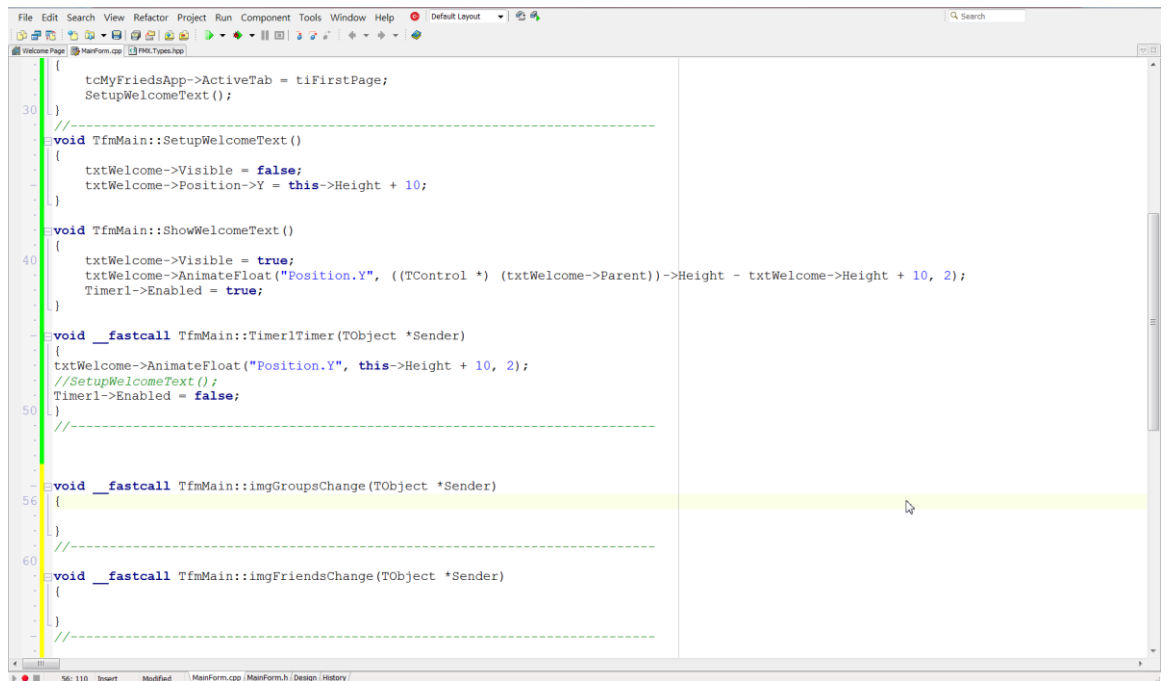 File Edit Search View Refactor Project Run Component Tools Window Help Default Layout Search
Welcome Page MainForm.cpp FMX.Types.hpp
{
tcMyFriedsApp->ActiveTab = tiFirstPage;
SetupWelcomeText();
30 }
//---------------------------------------------------------------------------
void TfmMain::SetupWelcomeText()
{
txtWelcome->Visible = false;
txtWelcome->Position->Y = this->Height + 10;
}
void TfmMain::ShowWelcomeText()
{
40 txtWelcome->Visible = true;
txtWelcome->AnimateFloat("Position.Y", ((TControl *) (txtWelcome->Parent))->Height - txtWelcome->Height + 10, 2);
Timer1->Enabled = true;
}
void __fastcall TfmMain::Timer1Timer(TObject *Sender)
{
txtWelcome->AnimateFloat("Position.Y", this->Height + 10, 2);
//SetupWelcomeText();
Timer1->Enabled = false;
50 }
//---------------------------------------------------------------------------
void __fastcall TfmMain::imgGroupsChange(TObject *Sender)
56 {
}
//---------------------------------------------------------------------------
60
void __fastcall TfmMain::imgFriendsChange(TObject *Sender)
{
}
//---------------------------------------------------------------------------
56: 110 Insert Modified MainForm.cpp MainForm.h Design History